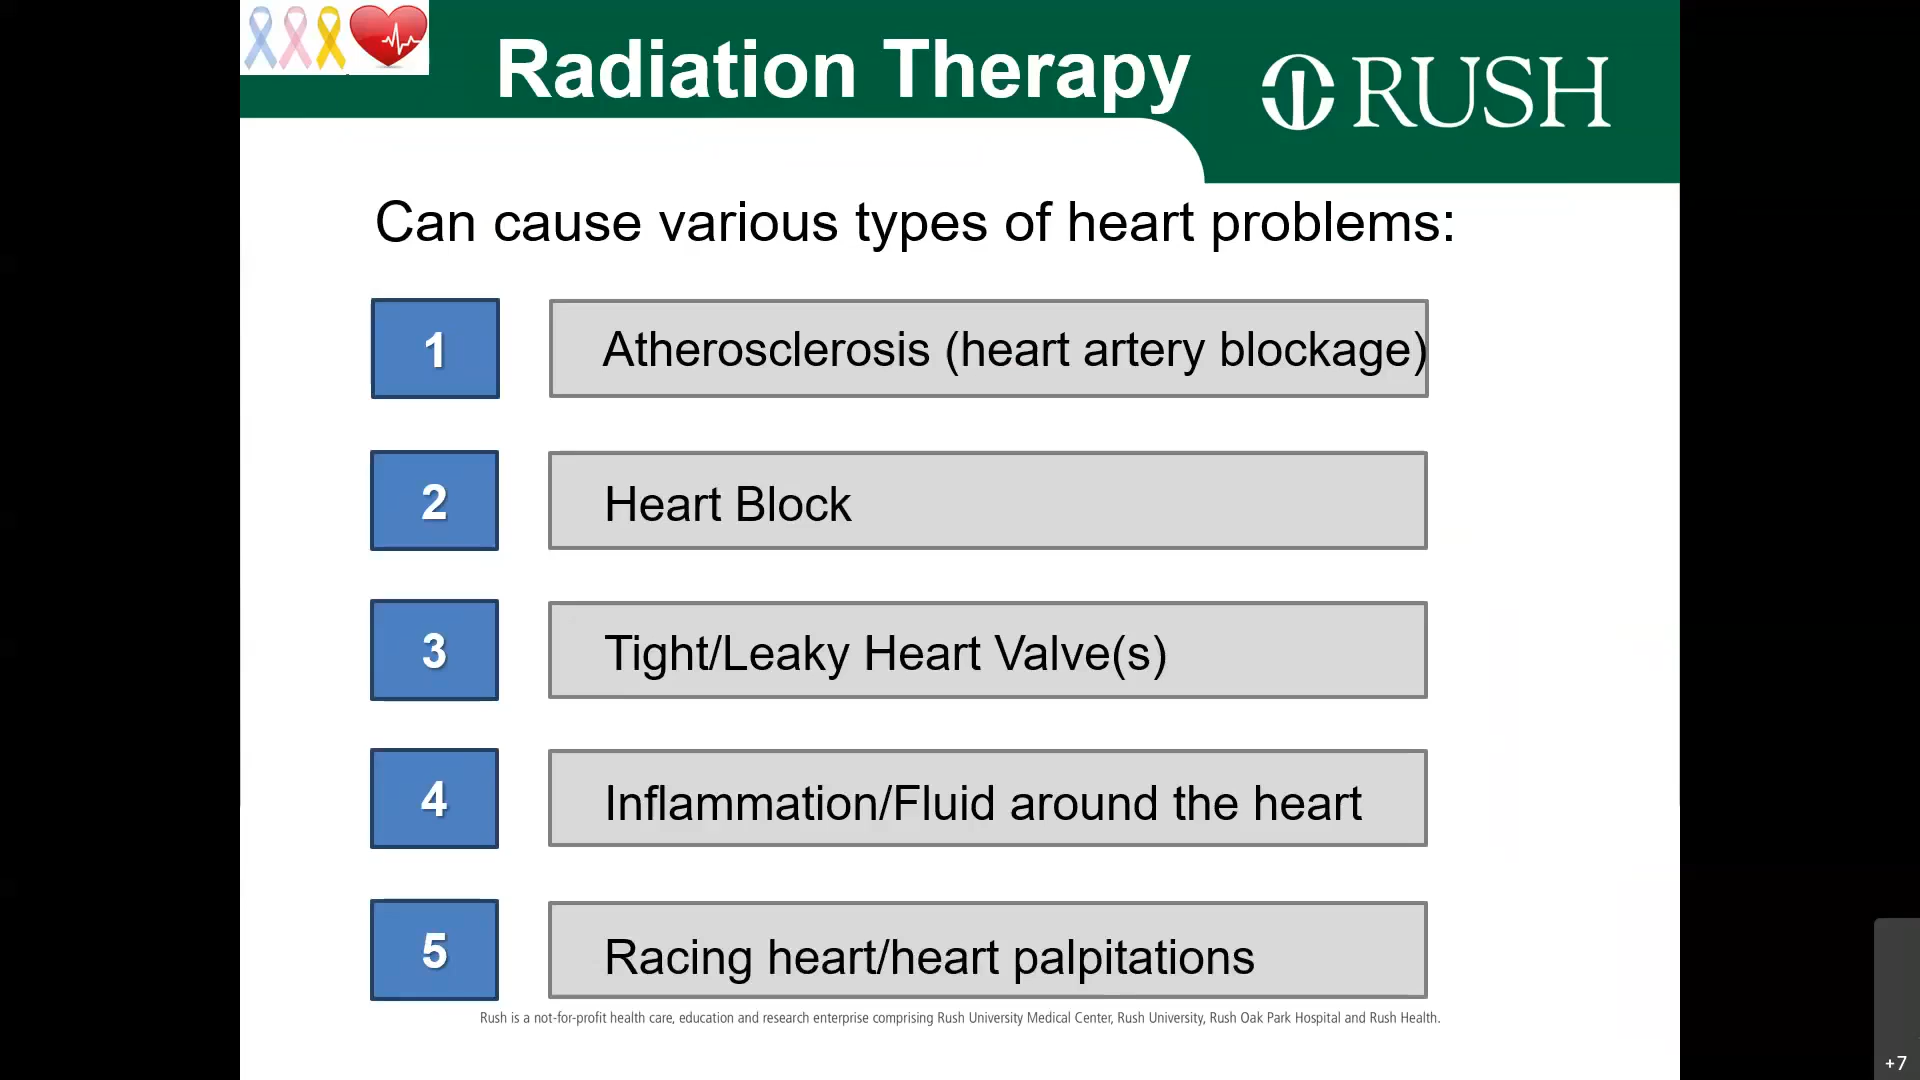 Radiation Therapy
RUSH
Can cause various types of heart problems:
1
Atherosclerosis (heart artery blockage)
2
Heart Block
3
Tight/Leaky Heart Valve(s)
4
Inflammation/Fluid around the heart
5
Racing heart/heart palpitations
Rush is a not-for-profit health care, education and research enterprise comprising Rush University Medical Center, Rush University, Rush Oak Park Hospital and Rush Health.
+7